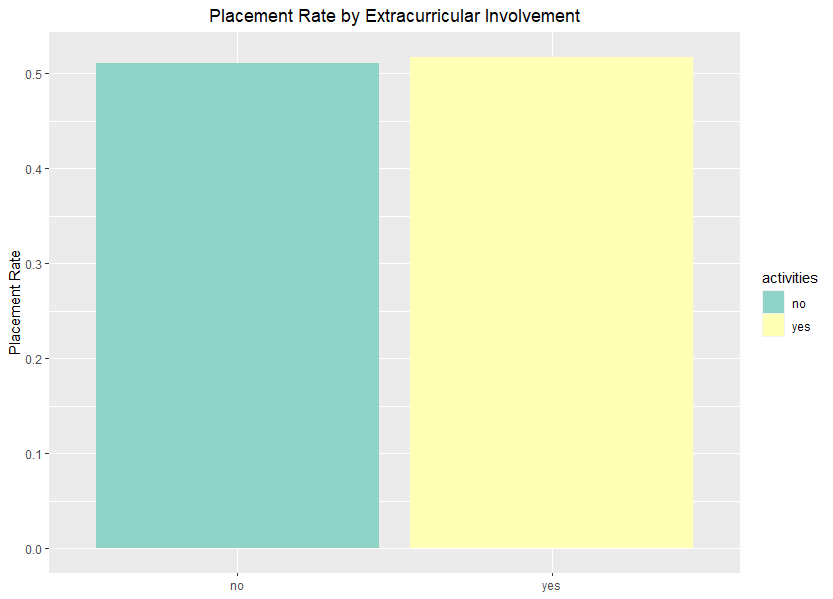 Placement Rate by Extracurricular Involvement
Placement Rate
0.5
0.4
0.3
0.2
0.1
0.0
no
yes
activities
no
yes